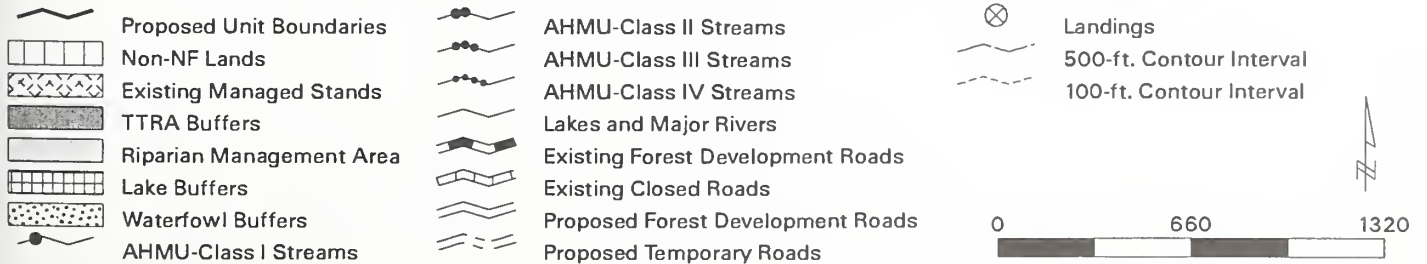 Proposed Unit Boundaries
Non-NF Lands
Existing Managed Stands
TTRA Buffers
Riparian Management Area
Lake Buffers
Waterfowl Buffers
AHMU-Class I Streams
AHMU-Class II Streams
AHMU-Class III Streams
AHMU-Class IV Streams
Lakes and Major Rivers
Existing Forest Development Roads
Existing Closed Roads
Proposed Forest Development Roads
Proposed Temporary Roads
Landings
500-ft. Contour Interval
100-ft. Contour Interval
0 660 1320